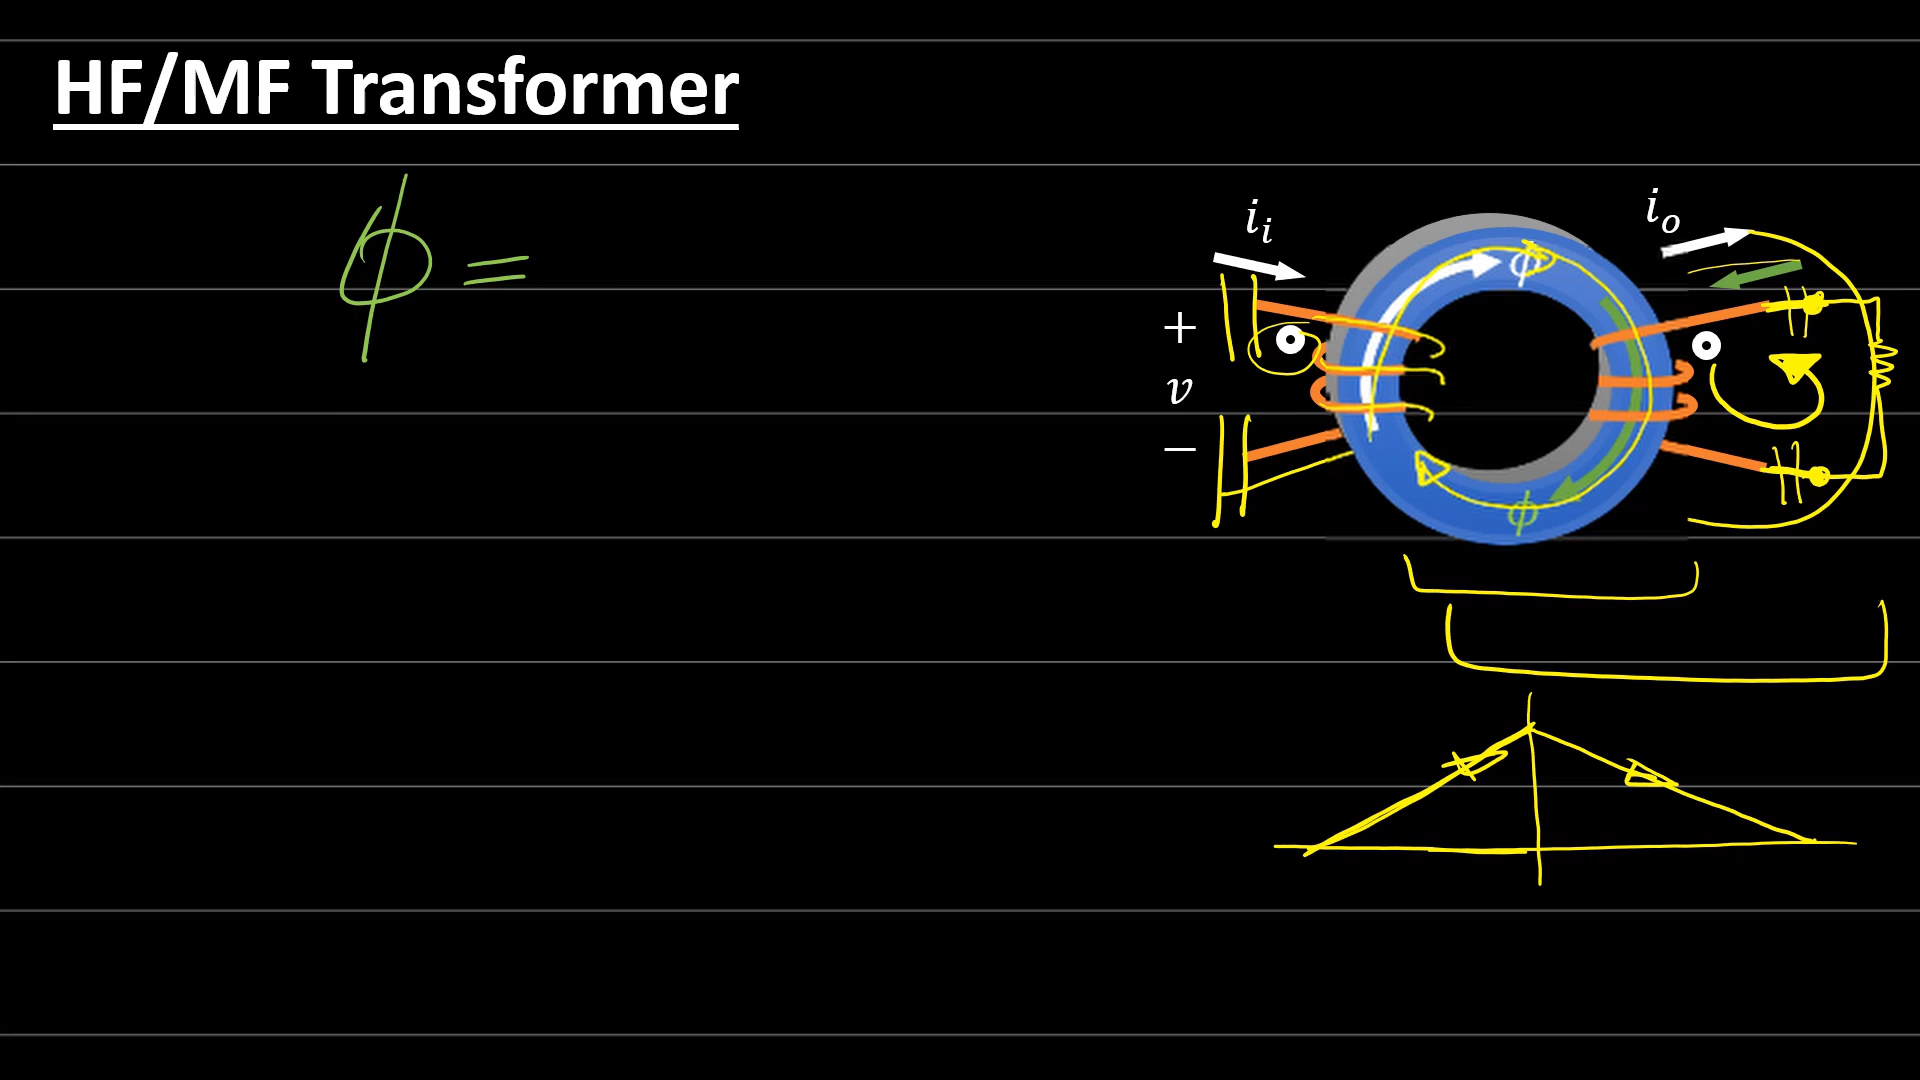 HF/MF Transformer
ϕ =
i_i
i_o
+
v
−
ϕ
ϕ